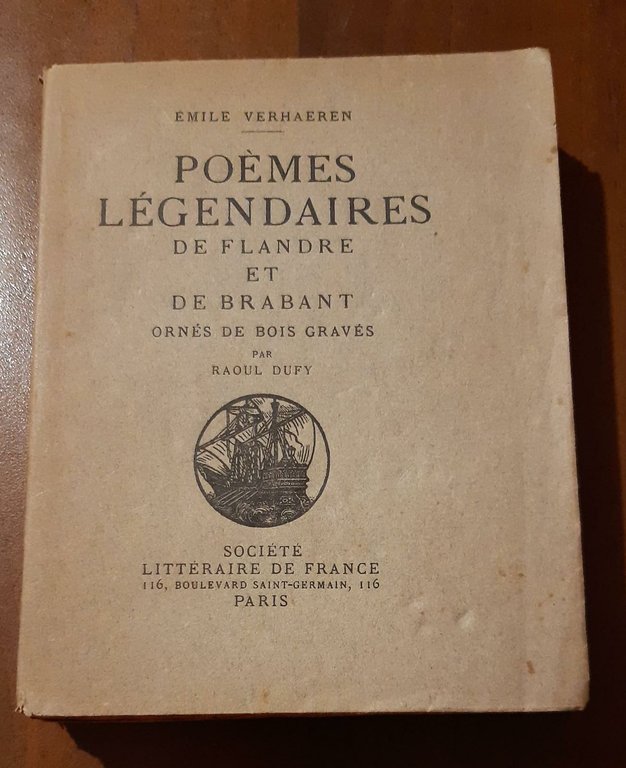 ÉMILE VERHAEREN
POÈMES
LÉGENDAIRES
DE FLANDRE
ET
DE BRABANT
ORNÉS DE BOIS GRAVÉS
PAR
RAOUL DUFY
SOCIÉTÉ
LITTÉRAIRE DE FRANCE
116, BOULEVARD SAINT-GERMAIN, 116
PARIS